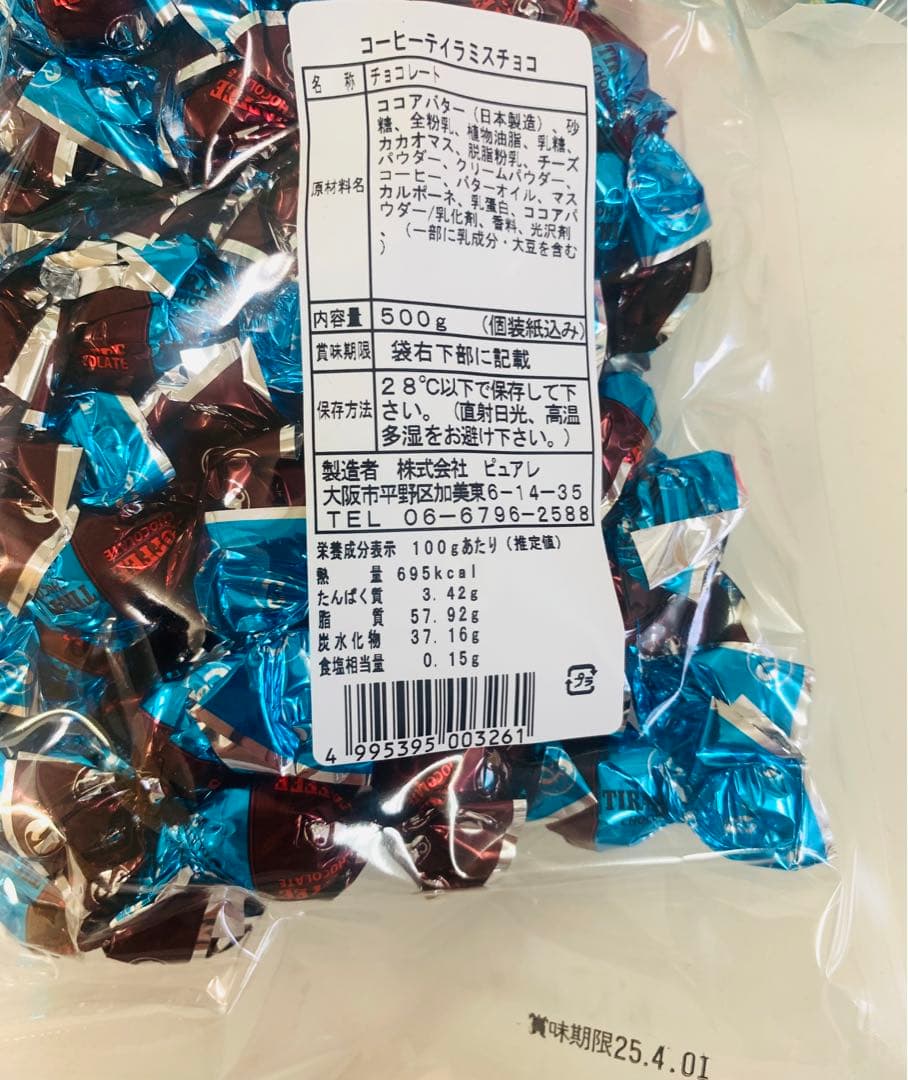 コーヒーティラミスチョコ
名 称 チョコレート
原材料名
ココアバター（日本製造）、砂
糖、全粉乳、植物油脂、乳糖、
カカオマス、脱脂粉乳、チーズ
パウダー、クリームパウダー、
コーヒー、バターオイル、マス
カルポーネ、乳蛋白、ココアパ
ウダー/乳化剤、香料、光沢剤
、（一部に乳成分・大豆を含む
）
内容量 500g （個装紙込み）
賞味期限 袋右下部に記載
保存方法
28℃以下で保存して下
さい。（直射日光、高温
多湿をお避け下さい。）
製造者 株式会社 ピュアレ
大阪市平野区加美東6-14-35
TEL 06-6796-2588
栄養成分表示 100gあたり（推定値）
熱 量 695kcal
たんぱく質 3.42g
脂 質 57.92g
炭水化物 37.16g
食塩相当量 0.15g
プラ
4 995395 003261
賞味期限25.4.01